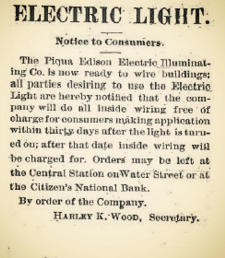 ELECTRIC LIGHT.
Notice to Consumers.
The Piqua Edison Electric Illuminat-
ing Co. is now ready to wire buildings;
all parties desiring to use the Electric
Light are hereby notified that the com-
pany will do all inside wiring free of
charge for consumers making application
within thirty days after the light is turn-
ed on; after that date inside wiring will
be charged for. Orders may be left at
the Central Station on Water Street or at
the Citizen's National Bank.
By order of the Company.
HARLEY K. WOOD, Secretary.